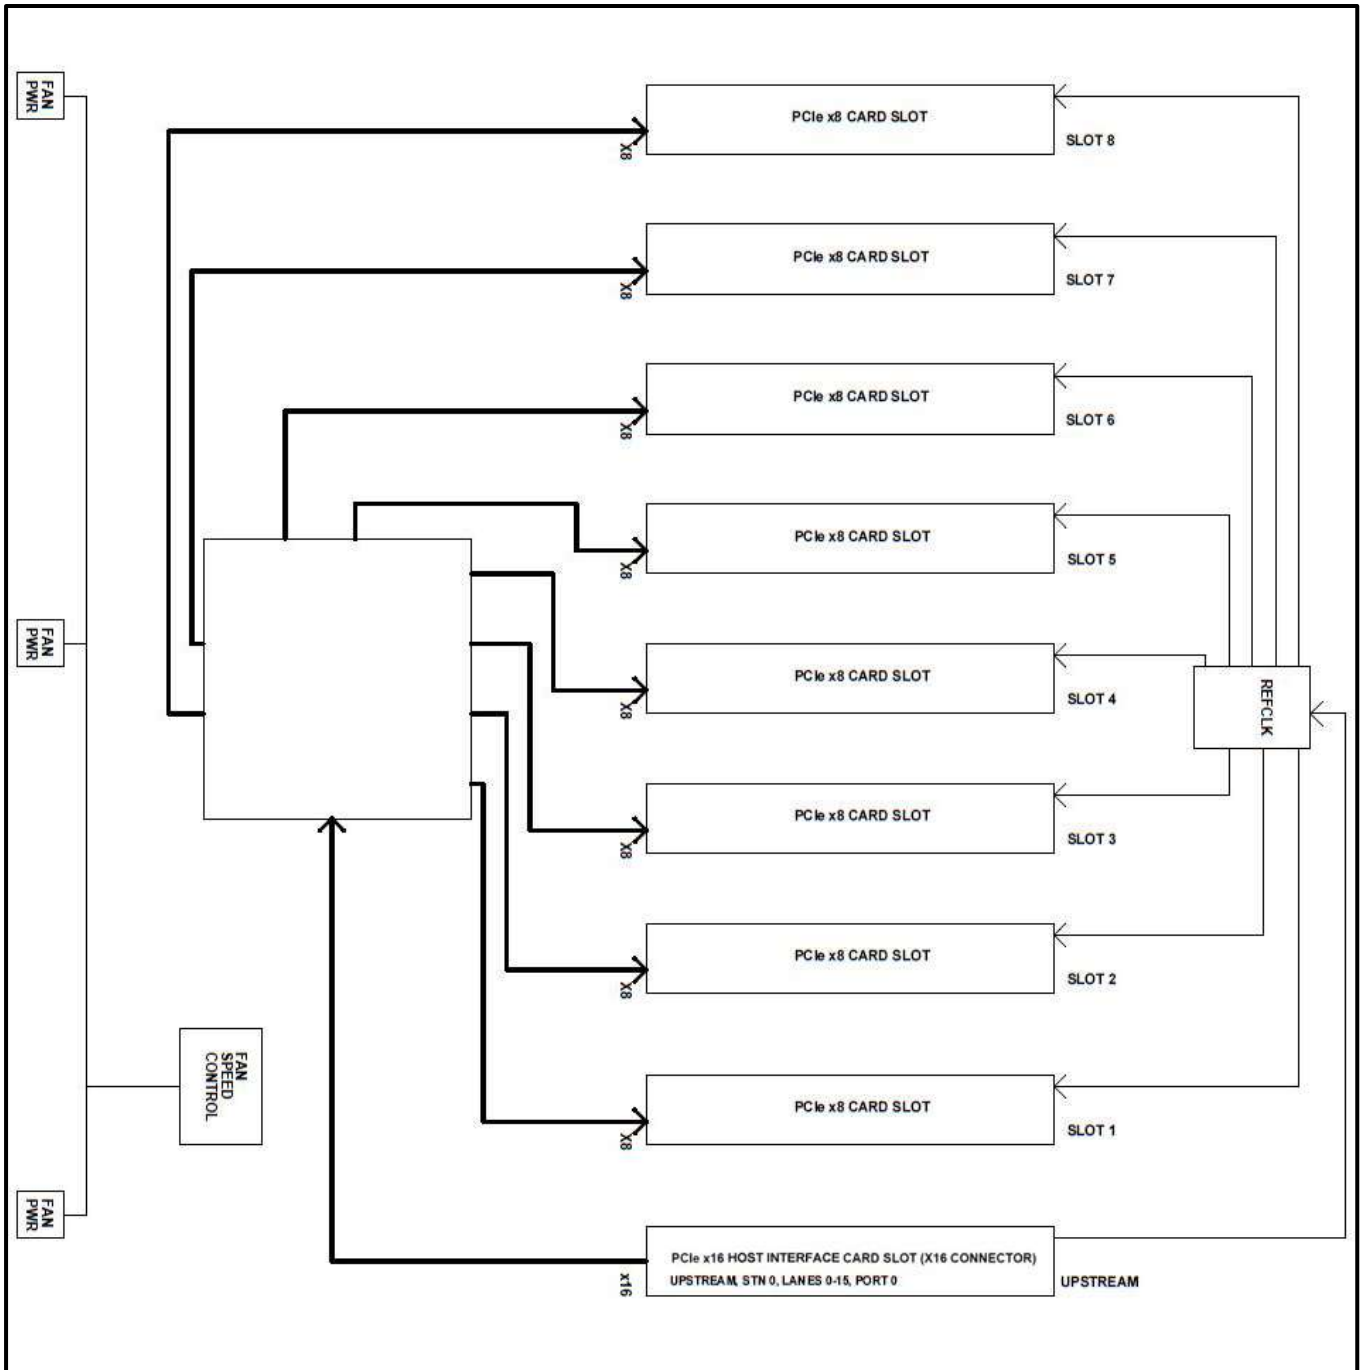 FAN
PWR
PCIe x8 CARD SLOT
X8
SLOT 8
PCIe x8 CARD SLOT
X8
SLOT 7
PCIe x8 CARD SLOT
X8
SLOT 6
PCIe x8 CARD SLOT
X8
SLOT 5
FAN
PWR
PCIe x8 CARD SLOT
X8
SLOT 4
REFCLK
PCIe x8 CARD SLOT
X8
SLOT 3
PCIe x8 CARD SLOT
X8
SLOT 2
FAN
SPEED
CONTROL
PCIe x8 CARD SLOT
X8
SLOT 1
FAN
PWR
PCIe x16 HOST INTERFACE CARD SLOT (X16 CONNECTOR)
UPSTREAM, STN 0, LANES 0-15, PORT 0
x16
UPSTREAM